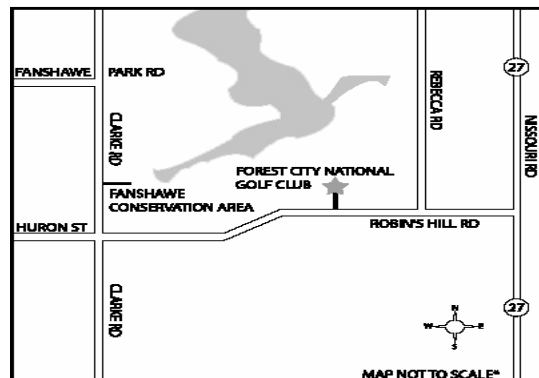 FANSHAWE PARK RD
CLARKE RD
REBECCA RD
27
NISSOURI RD
FOREST CITY NATIONAL
GOLF CLUB
FANSHAWE
CONSERVATION AREA
HURON ST
ROBIN'S HILL RD
CLARKE RD
N
W E
S
27
MAP NOT TO SCALE*